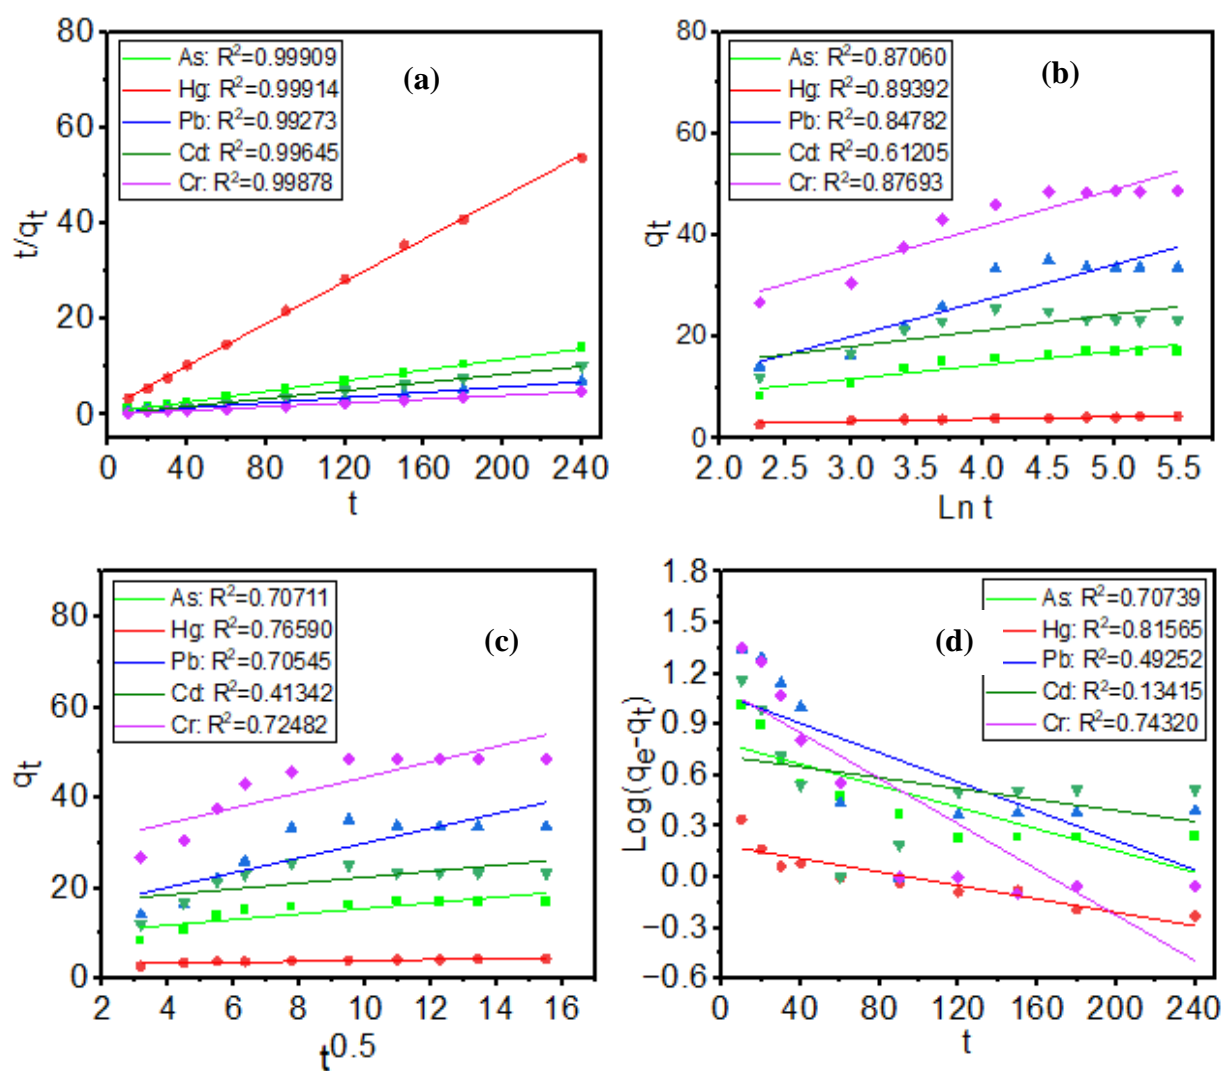 80
60
40
20
0
t/qt
As: R²=0.99909
Hg: R²=0.99914
Pb: R²=0.99273
Cd: R²=0.99645
Cr: R²=0.99878
(a)
0 40 80 120 160 200 240
t
80
60
40
20
0
qt
As: R²=0.87060
Hg: R²=0.89392
Pb: R²=0.84782
Cd: R²=0.61205
Cr: R²=0.87693
(b)
2.0 2.5 3.0 3.5 4.0 4.5 5.0 5.5
Ln t
80
60
40
20
0
qt
As: R²=0.70711
Hg: R²=0.76590
Pb: R²=0.70545
Cd: R²=0.41342
Cr: R²=0.72482
(c)
2 4 6 8 10 12 14 16
t0.5
1.8
1.5
1.2
0.9
0.6
0.3
0.0
−0.3
−0.6
Log(qe-qt)
As: R²=0.70739
Hg: R²=0.81565
Pb: R²=0.49252
Cd: R²=0.13415
Cr: R²=0.74320
(d)
0 40 80 120 160 200 240
t